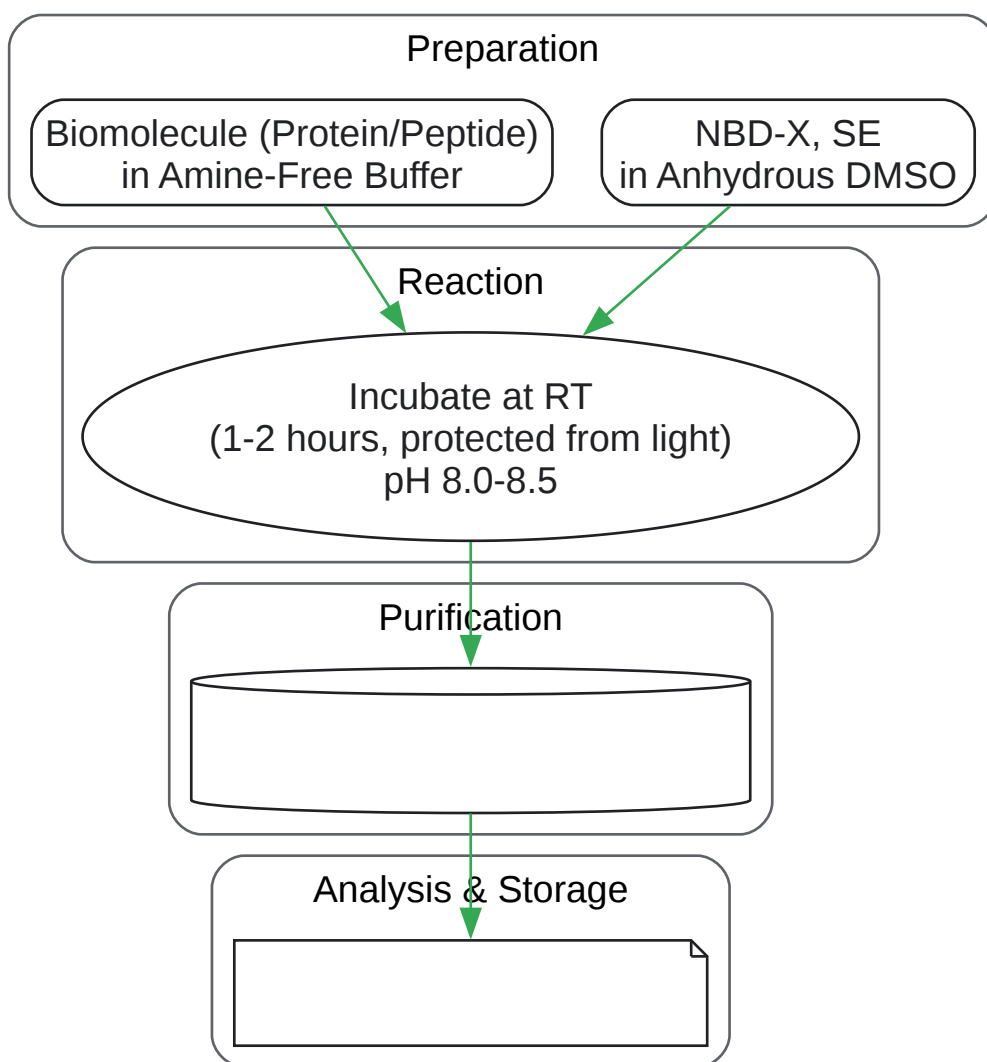 Preparation
Biomolecule (Protein/Peptide)
in Amine-Free Buffer
NBD-X, SE
in Anhydrous DMSO
Reaction
Incubate at RT
(1-2 hours, protected from light)
pH 8.0-8.5
Purification
Analysis & Storage